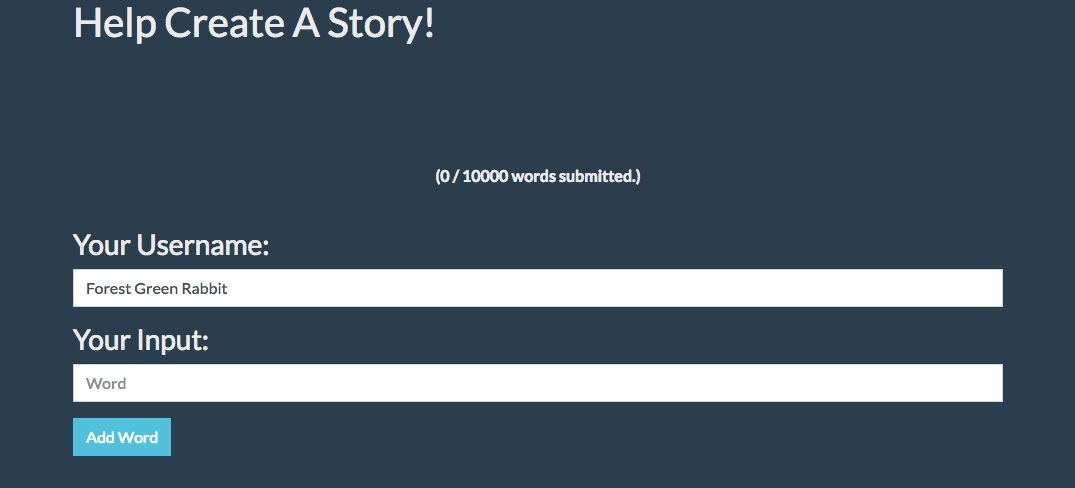 Help Create A Story!
(0 / 10000 words submitted.)
Your Username:
Forest Green Rabbit
Your Input:
Word
Add Word